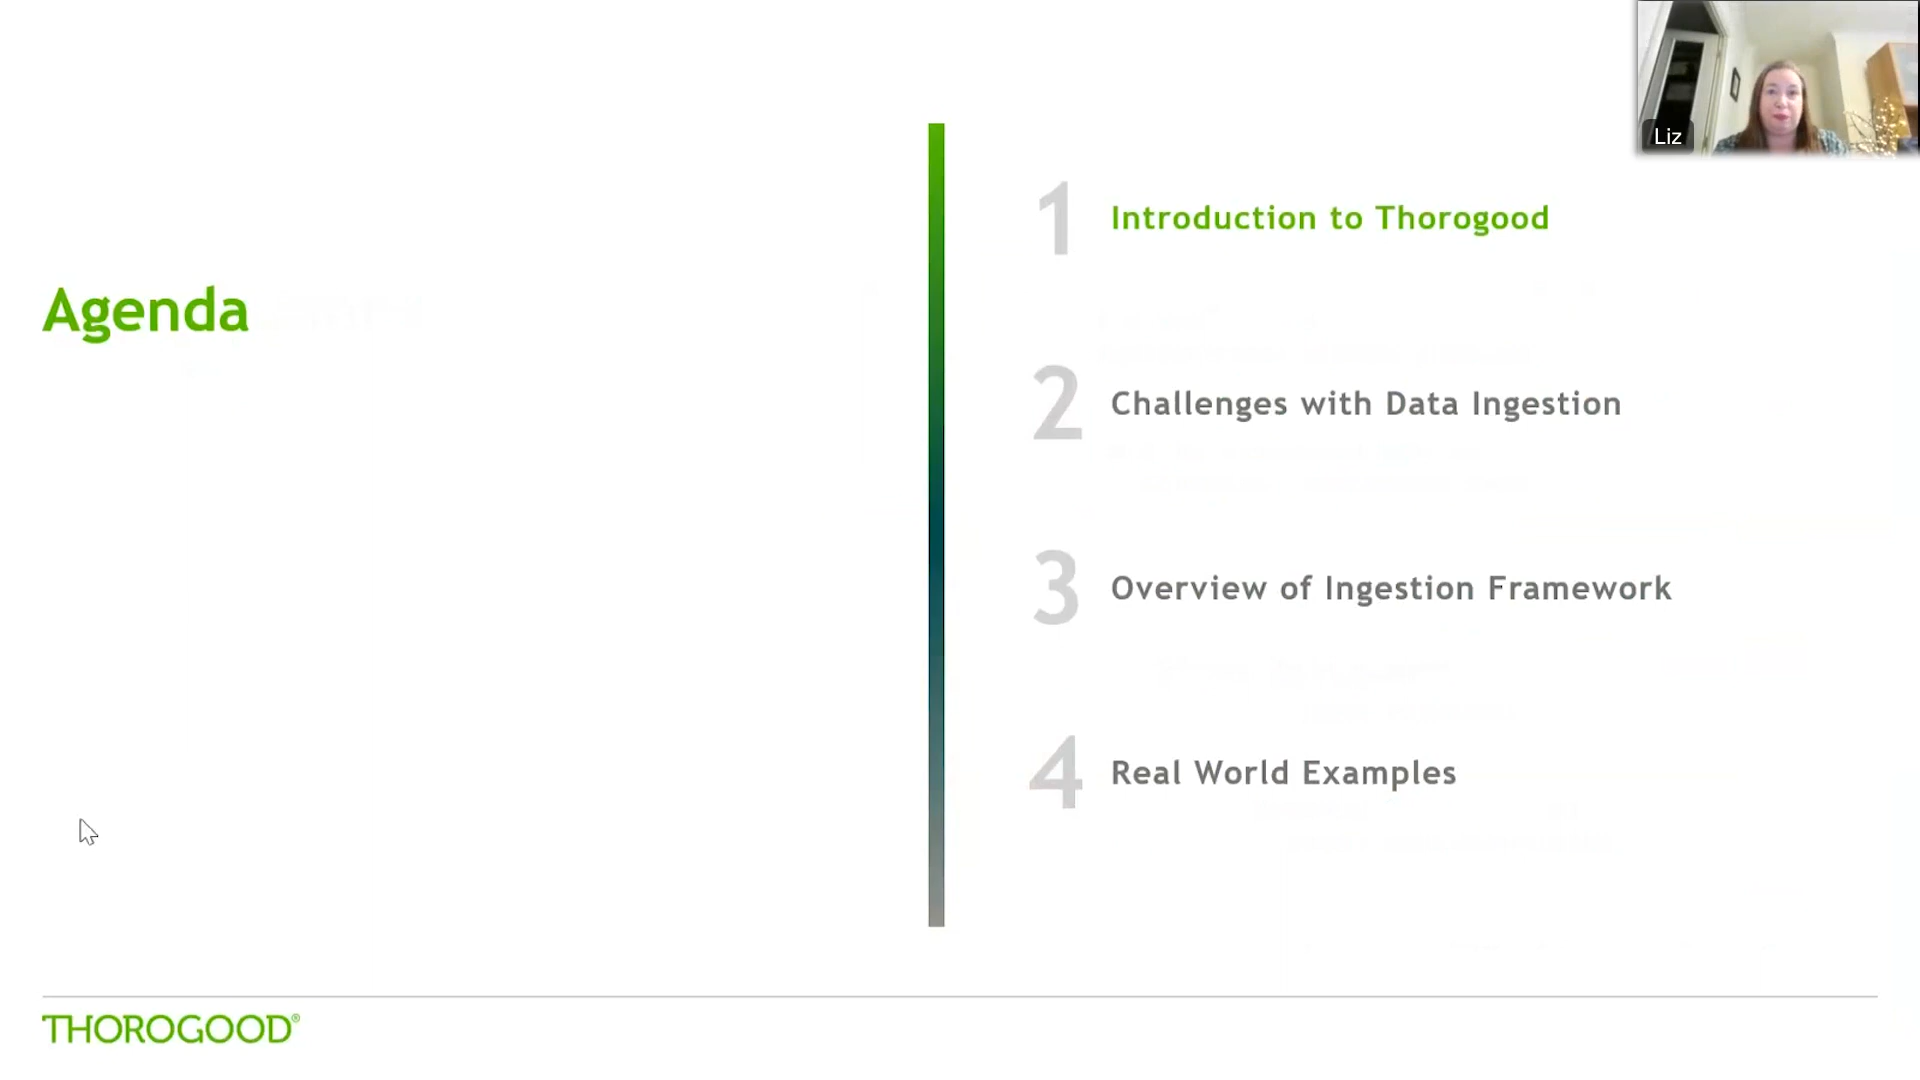 Liz
Agenda
1 Introduction to Thorogood
2 Challenges with Data Ingestion
3 Overview of Ingestion Framework
4 Real World Examples
THOROGOOD®